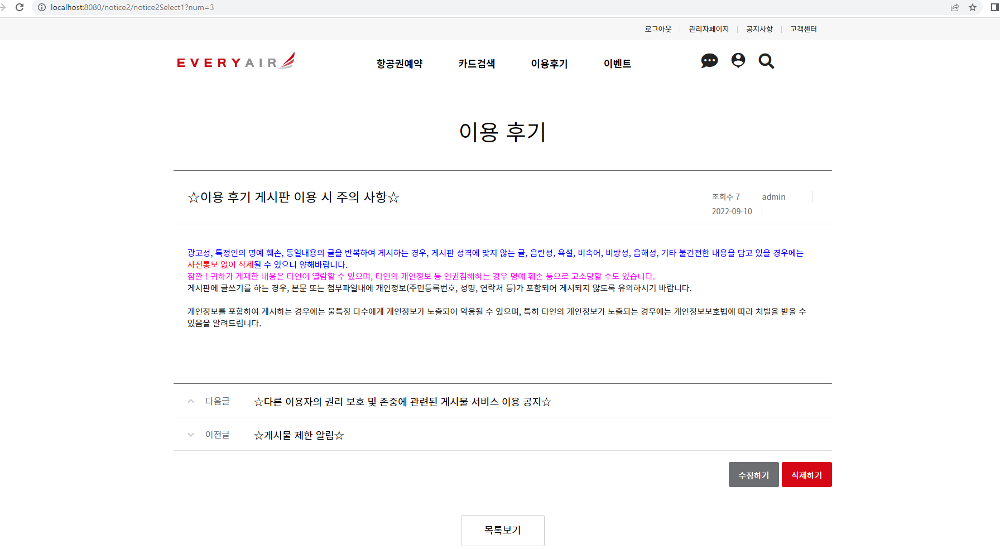 localhost:8080/notice2/notice2Select1?num=3
로그아웃 관리자페이지 공지사항 고객센터
EVERYAIR 항공권예약 카드검색 이용후기 이벤트
이용 후기
☆이용 후기 게시판 이용 시 주의 사항☆
조회수 7 admin
2022-09-10
광고성, 특정인의 명예 훼손, 동일내용의 글을 반복하여 게시하는 경우, 게시판 성격에 맞지 않는 글, 음란성, 욕설, 비속어, 비방성, 음해성, 기타 불건전한 내용을 담고 있을 경우에는
사전통보 없이 삭제될 수 있으니 양해바랍니다.
잠깐 ! 귀하가 게재한 내용은 타인이 열람할 수 있으며, 타인의 개인정보 등 인권침해하는 경우 명예 훼손 등으로 고소당할 수도 있습니다.
게시판에 글쓰기를 하는 경우, 본문 또는 첨부파일내에 개인정보(주민등록번호, 성명, 연락처 등)가 포함되어 게시되지 않도록 유의하시기 바랍니다.
개인정보를 포함하여 게시하는 경우에는 불특정 다수에게 개인정보가 노출되어 악용될 수 있으며, 특히 타인의 개인정보가 노출되는 경우에는 개인정보보호법에 따라 처벌을 받을 수
있음을 알려드립니다.
다음글 ☆다른 이용자의 권리 보호 및 존중에 관련된 게시물 서비스 이용 공지☆
이전글 ☆게시물 제한 알림☆
수정하기 삭제하기
목록보기